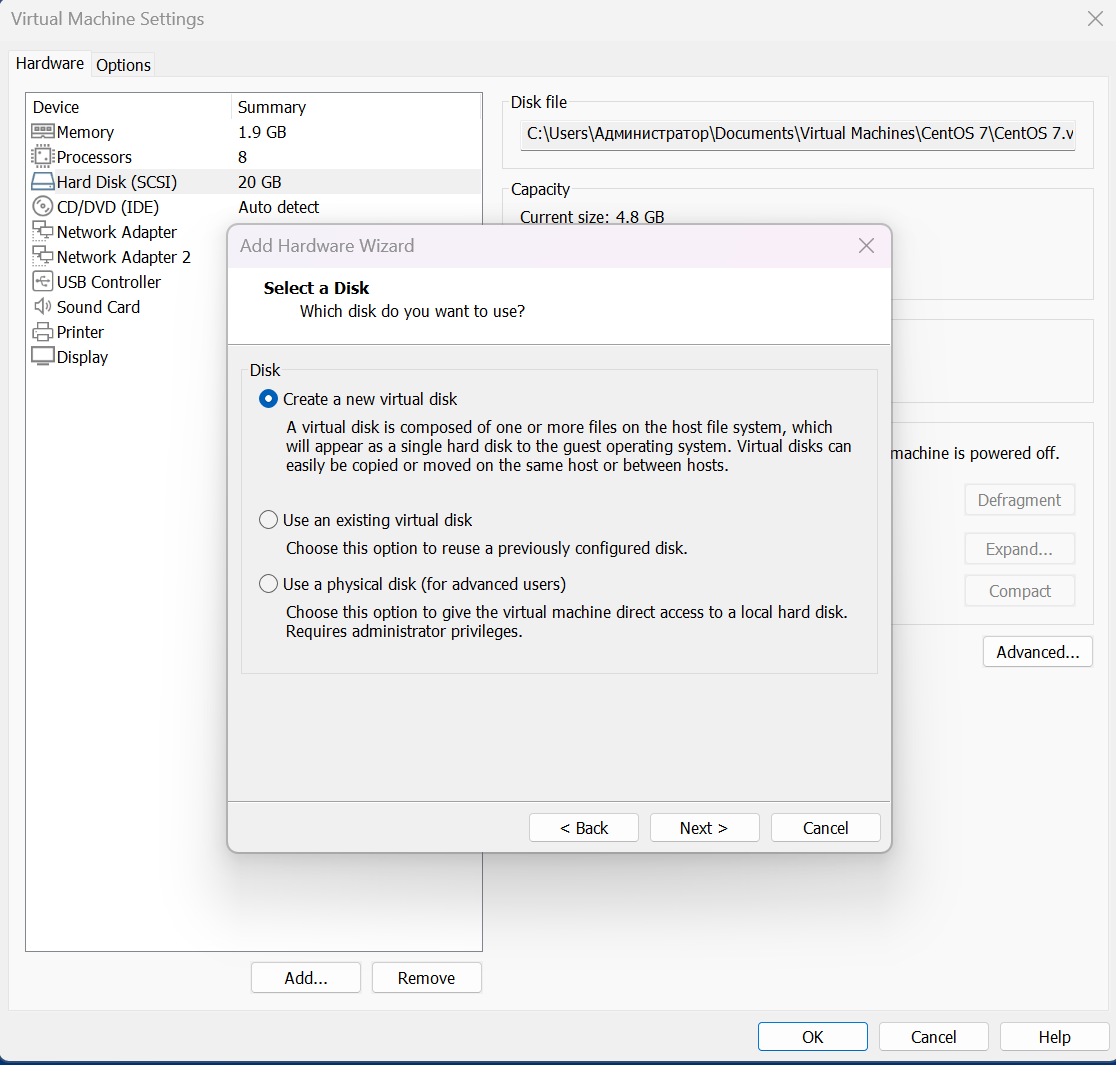 Virtual Machine Settings
Hardware
Options
Device
Summary
Memory
1.9 GB
Processors
8
Hard Disk (SCSI)
20 GB
CD/DVD (IDE)
Auto detect
Network Adapter
Network Adapter 2
USB Controller
Sound Card
Printer
Display
Add...
Remove
Disk file
C:\Users\Администратор\Documents\Virtual Machines\CentOS 7\CentOS 7.v
Capacity
Current size: 4.8 GB
machine is powered off.
Defragment
Expand...
Compact
Advanced...
Add Hardware Wizard
Select a Disk
Which disk do you want to use?
Disk
Create a new virtual disk
A virtual disk is composed of one or more files on the host file system, which
will appear as a single hard disk to the guest operating system. Virtual disks can
easily be copied or moved on the same host or between hosts.
Use an existing virtual disk
Choose this option to reuse a previously configured disk.
Use a physical disk (for advanced users)
Choose this option to give the virtual machine direct access to a local hard disk.
Requires administrator privileges.
< Back
Next >
Cancel
OK
Cancel
Help